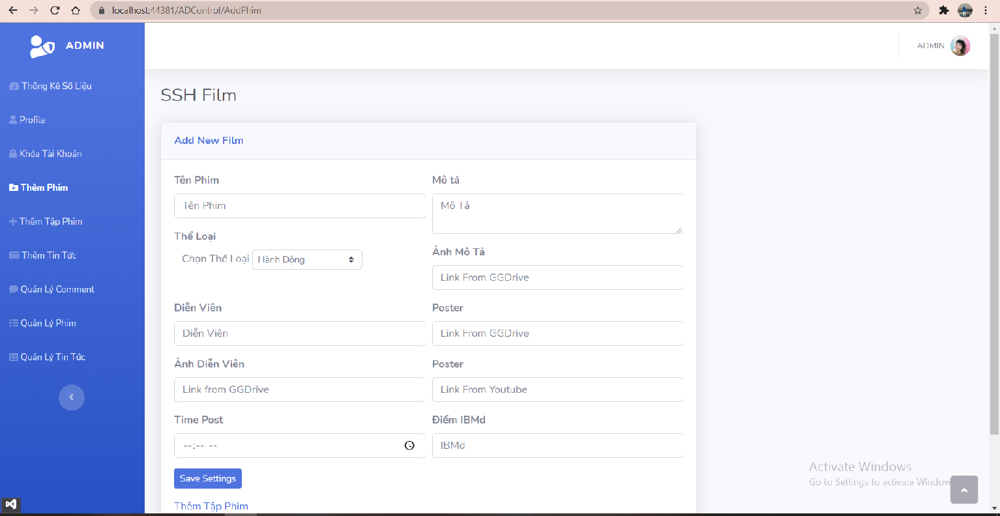 localhost:44381/ADControl/AddPhim
ADMIN
ADMIN
Thống Kê Số Liệu
Profile
Khóa Tài Khoản
Thêm Phim
Thêm Tập Phim
Thêm Tin Tức
Quản Lý Comment
Quản Lý Phim
Quản Lý Tin Tức
SSH Film
Add New Film
Tên Phim
Tên Phim
Thể Loại
Chọn Thể Loại Hành Động
Diễn Viên
Diễn Viên
Ảnh Diễn Viên
Link from GGDrive
Time Post
--:-- --
Save Settings
Thêm Tập Phim
Mô tả
Mô Tả
Ảnh Mô Tả
Link From GGDrive
Poster
Link From GGDrive
Poster
Link From Youtube
Điểm IBMd
IBMd
Activate Windows
Go to Settings to activate Windows